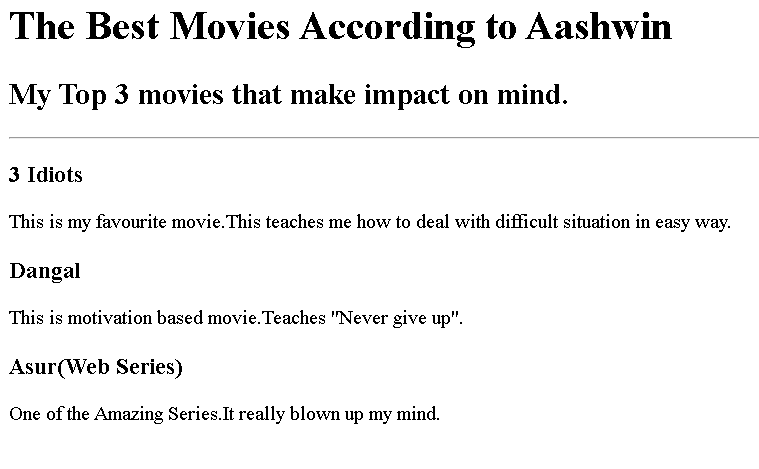 The Best Movies According to Aashwin
My Top 3 movies that make impact on mind.
3 Idiots
This is my favourite movie.This teaches me how to deal with difficult situation in easy way.
Dangal
This is motivation based movie.Teaches "Never give up".
Asur(Web Series)
One of the Amazing Series.It really blown up my mind.